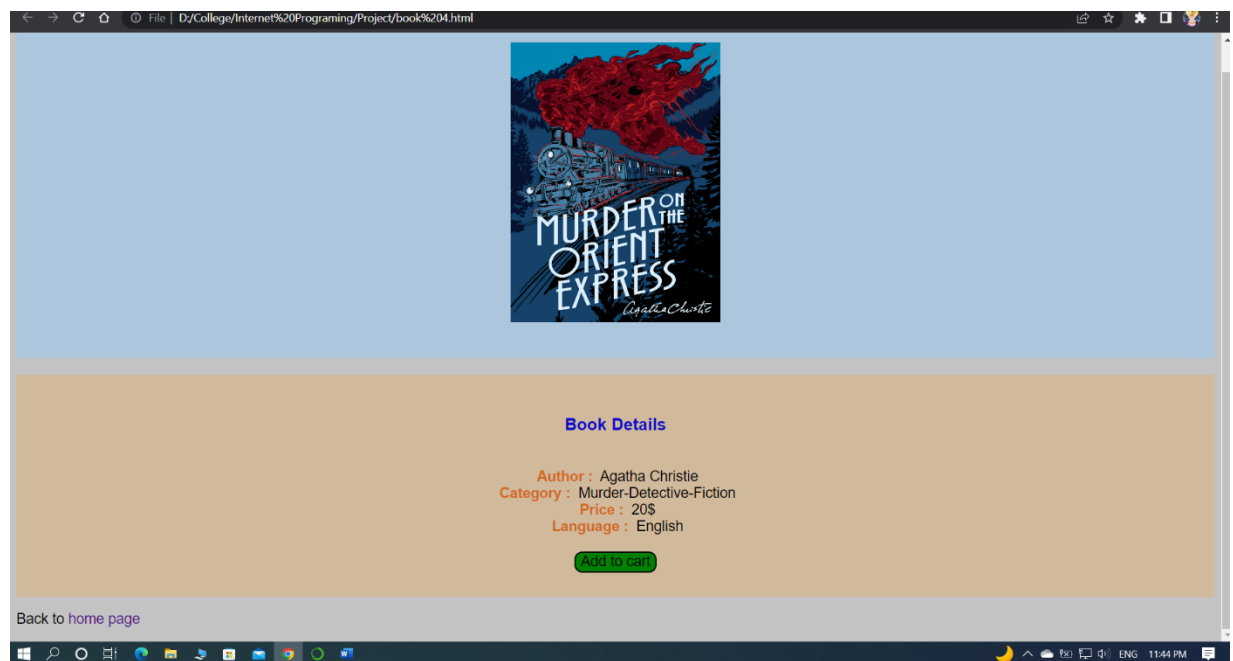 File | D:/College/Internet%20Programing/Project/book%204.html
MURDER ON THE
ORIENT
EXPRESS
Agatha Christie
Book Details
Author : Agatha Christie
Category : Murder-Detective-Fiction
Price : 20$
Language : English
Add to cart
Back to home page
ENG 11:44 PM